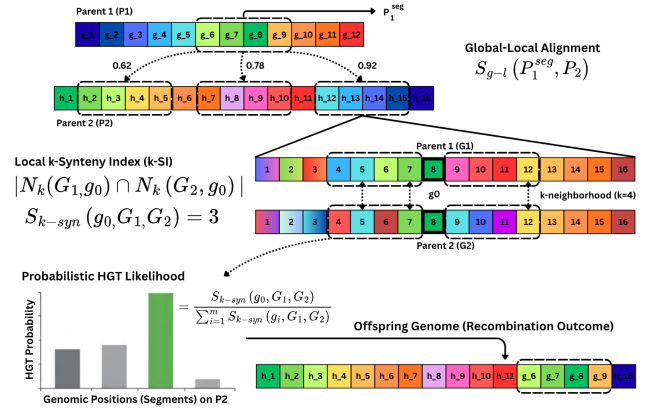 Parent 1 (P1)
P_1^{seg}
g_1 g_2 g_3 g_4 g_5 g_6 g_7 g_8 g_9 g_10 g_11 g_12
0.62 0.78 0.92
Global-Local Alignment
S_{g-l} (P_1^{seg}, P_2)
h_1 h_2 h_3 h_4 h_5 h_6 h_7 h_8 h_9 h_10 h_11 h_12 h_13 h_14 h_15 h_16
Parent 2 (P2)
Parent 1 (G1)
1 2 3 4 5 6 7 8 9 10 11 12 13 14 15 16
g0
k-neighborhood (k=4)
1 2 3 4 5 6 7 8 9 10 11 12 13 14 15 16
Parent 2 (G2)
Local k-Synteny Index (k-SI)
|N_k(G_1,g_0) ∩ N_k (G_2, g_0) |
S_{k-syn} (g_0, G_1, G_2) = 3
Probabilistic HGT Likelihood
= \frac{S_{k-syn} (g_0, G_1, G_2)}{\sum_{i=1}^{m} S_{k-syn} (g_i, G_1, G_2)}
HGT Probability
Genomic Positions (Segments) on P2
Offspring Genome (Recombination Outcome)
h_1 h_2 h_3 h_4 h_5 h_6 h_7 h_8 h_9 h_10 h_11 g_6 g_7 g_8 g_9 h_16